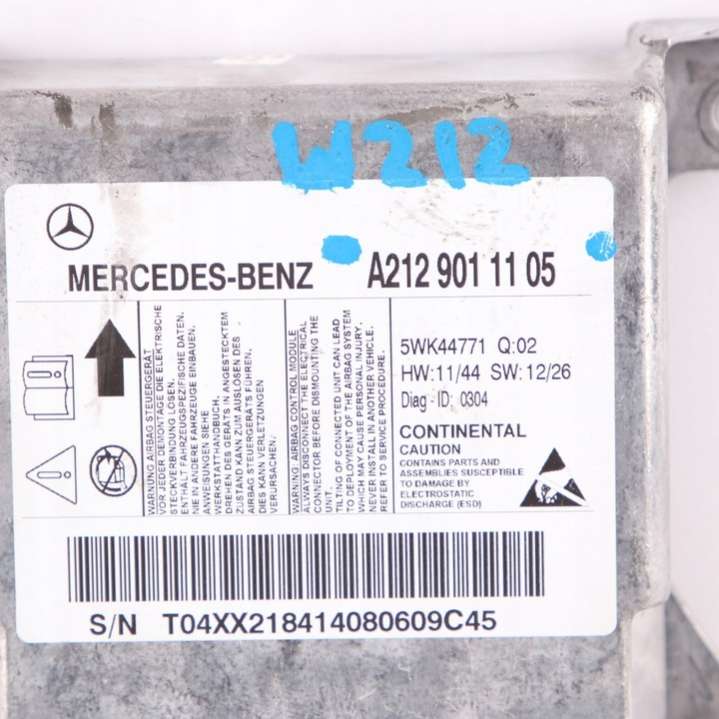 W212
MERCEDES-BENZ A212 901 11 05
WARNUNG AIRBAG STEUERGERÄT
VOR JEDER DEMONTAGE DIE ELEKTRISCHE
STECKVERBINDUNG LÖSEN.
ENTHÄLT FAHRZEUGSPEZIFISCHE DATEN.
NIE IN ANDERE FAHRZEUGE EINBAUEN.
ANWEISUNGEN SIEHE
WERKSTATTHANDBUCH.
DREHEN DES GERÄTS IN ANGESTECKTEM
ZUSTAND KANN ZUM AUSLÖSEN DES
AIRBAG STEUERGERÄTS FÜHREN.
DIES KANN VERLETZUNGEN
VERURSACHEN.
WARNING: AIRBAG CONTROL MODULE
ALWAYS DISCONNECT THE ELECTRICAL
CONNECTOR BEFORE DISMOUNTING THE
UNIT.
TILTING OF CONNECTED UNIT CAN LEAD
TO DEPLOYMENT OF THE AIRBAG SYSTEM
WHICH MAY CAUSE PERSONAL INJURY.
NEVER INSTALL IN ANOTHER VEHICLE.
REFER TO SERVICE PROCEDURE.
5WK44771 Q:02
HW:11/44 SW:12/26
Diag-ID: 0304
CONTINENTAL
CAUTION
CONTAINS PARTS AND
ASSEMBLIES SUSCEPTIBLE
TO DAMAGE BY
ELECTROSTATIC
DISCHARGE (ESD)
S/N T04XX218414080609C45